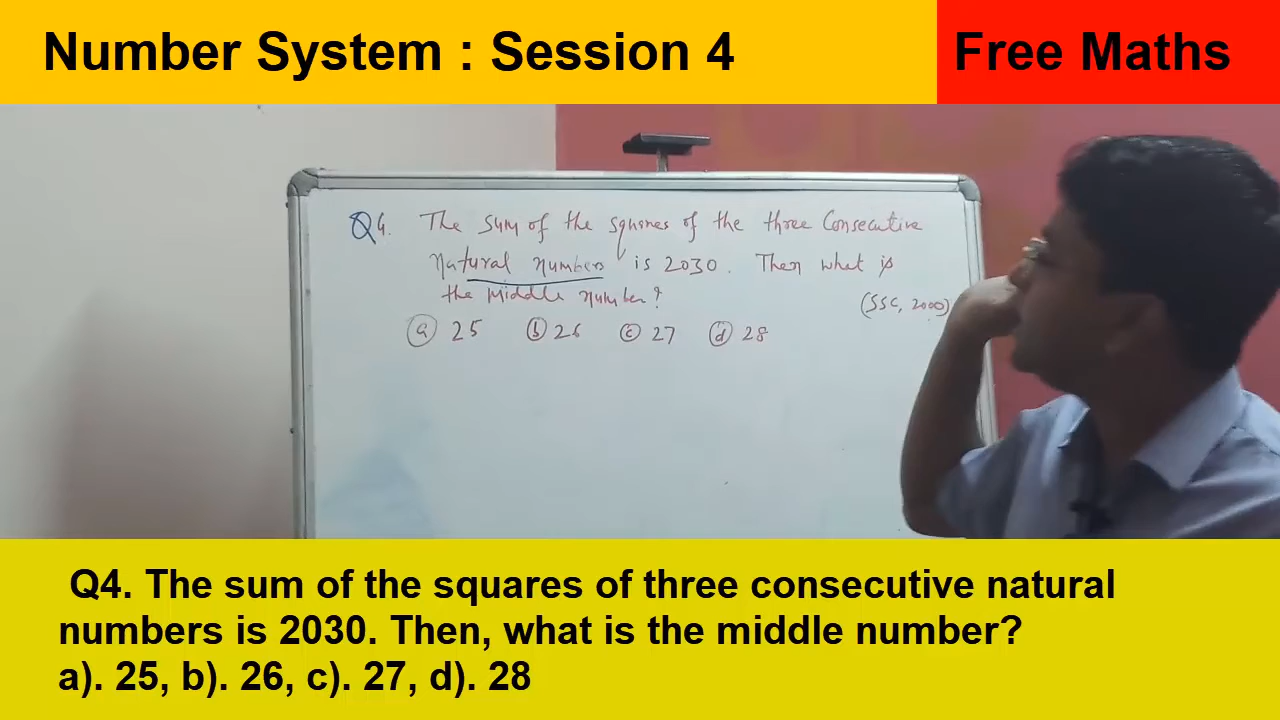 Number System : Session 4
Free Maths
Q4. The sum of the squares of the three consecutive
natural numbers is 2030. Then what is
the middle number?
(SSC, 2000)
(a) 25 (b) 26 (c) 27 (d) 28
Q4. The sum of the squares of three consecutive natural
numbers is 2030. Then, what is the middle number?
a). 25, b). 26, c). 27, d). 28